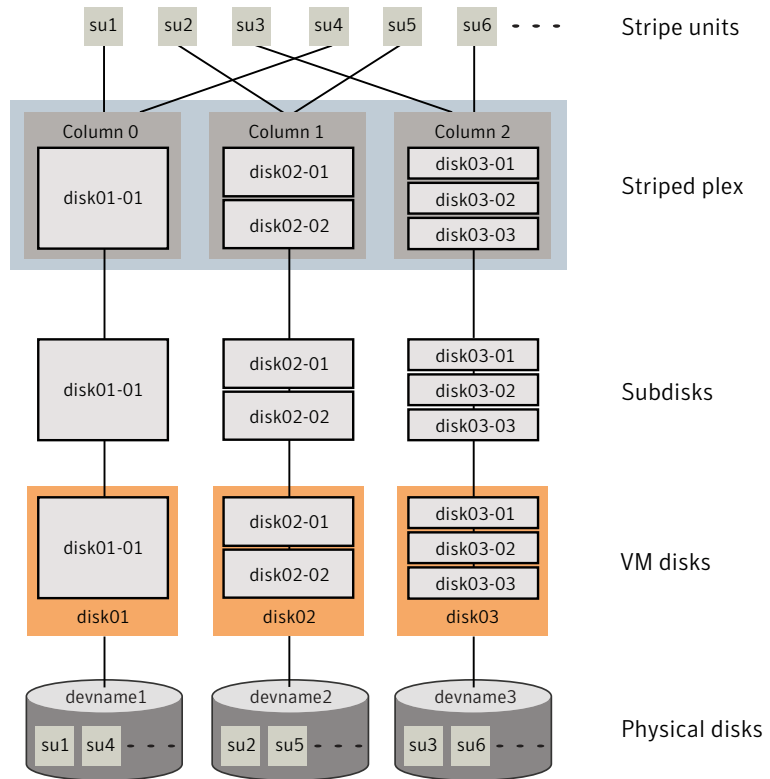 su1 su2 su3 su4 su5 su6 - - - Stripe units
Column 0 Column 1 Column 2
disk01-01
disk02-01
disk02-02
disk03-01
disk03-02
disk03-03
Striped plex
disk01-01
disk02-01
disk02-02
disk03-01
disk03-02
disk03-03
Subdisks
disk01-01
disk02-01
disk02-02
disk03-01
disk03-02
disk03-03
VM disks
disk01 disk02 disk03
devname1 devname2 devname3
su1 su4 - - - su2 su5 - - - su3 su6 - - -
Physical disks